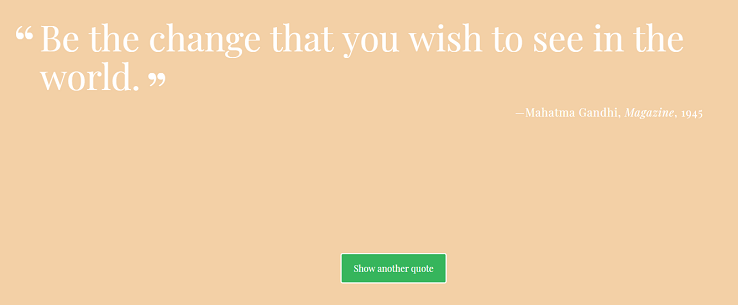 “Be the change that you wish to see in the
world.”
—Mahatma Gandhi, Magazine, 1945
Show another quote